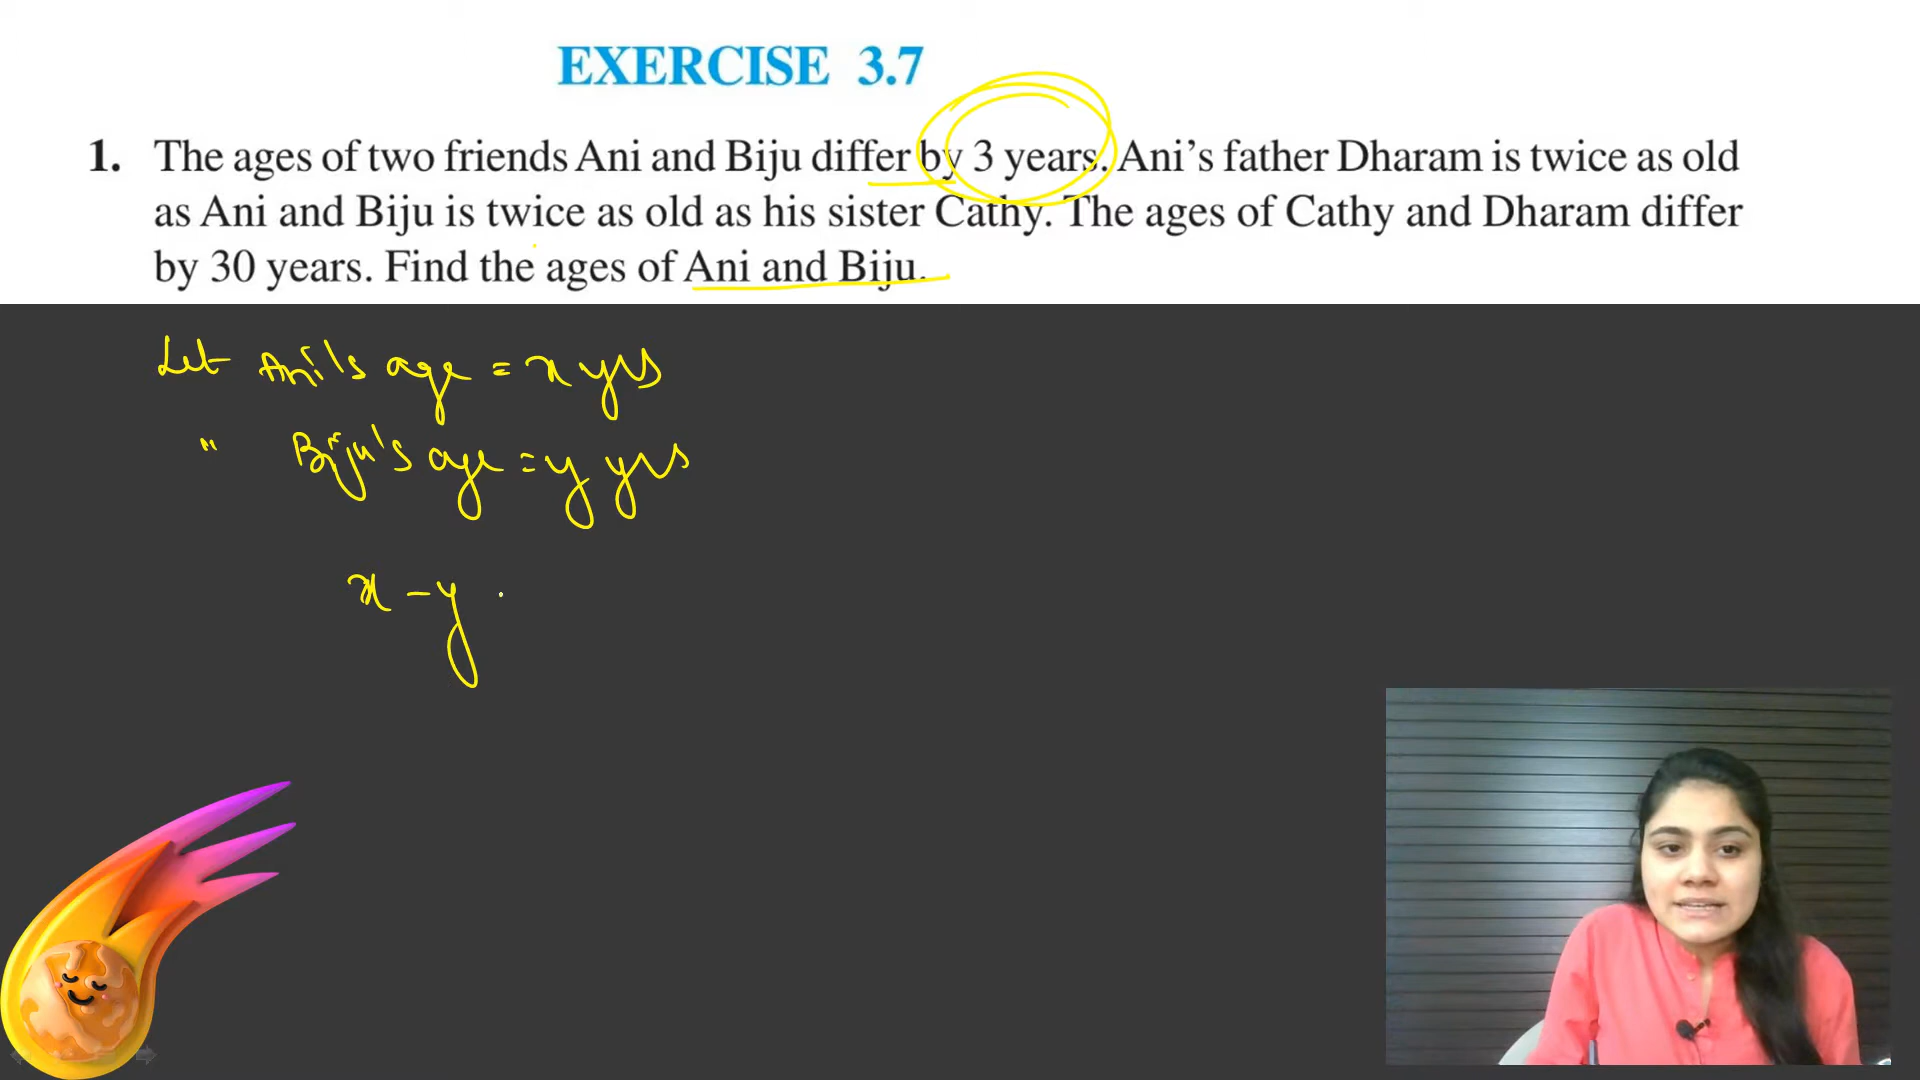 EXERCISE 3.7
1. The ages of two friends Ani and Biju differ by 3 years. Ani's father Dharam is twice as old
as Ani and Biju is twice as old as his sister Cathy. The ages of Cathy and Dharam differ
by 30 years. Find the ages of Ani and Biju.
Let Ani's age = x yrs
" Biju's age = y yrs
x - y